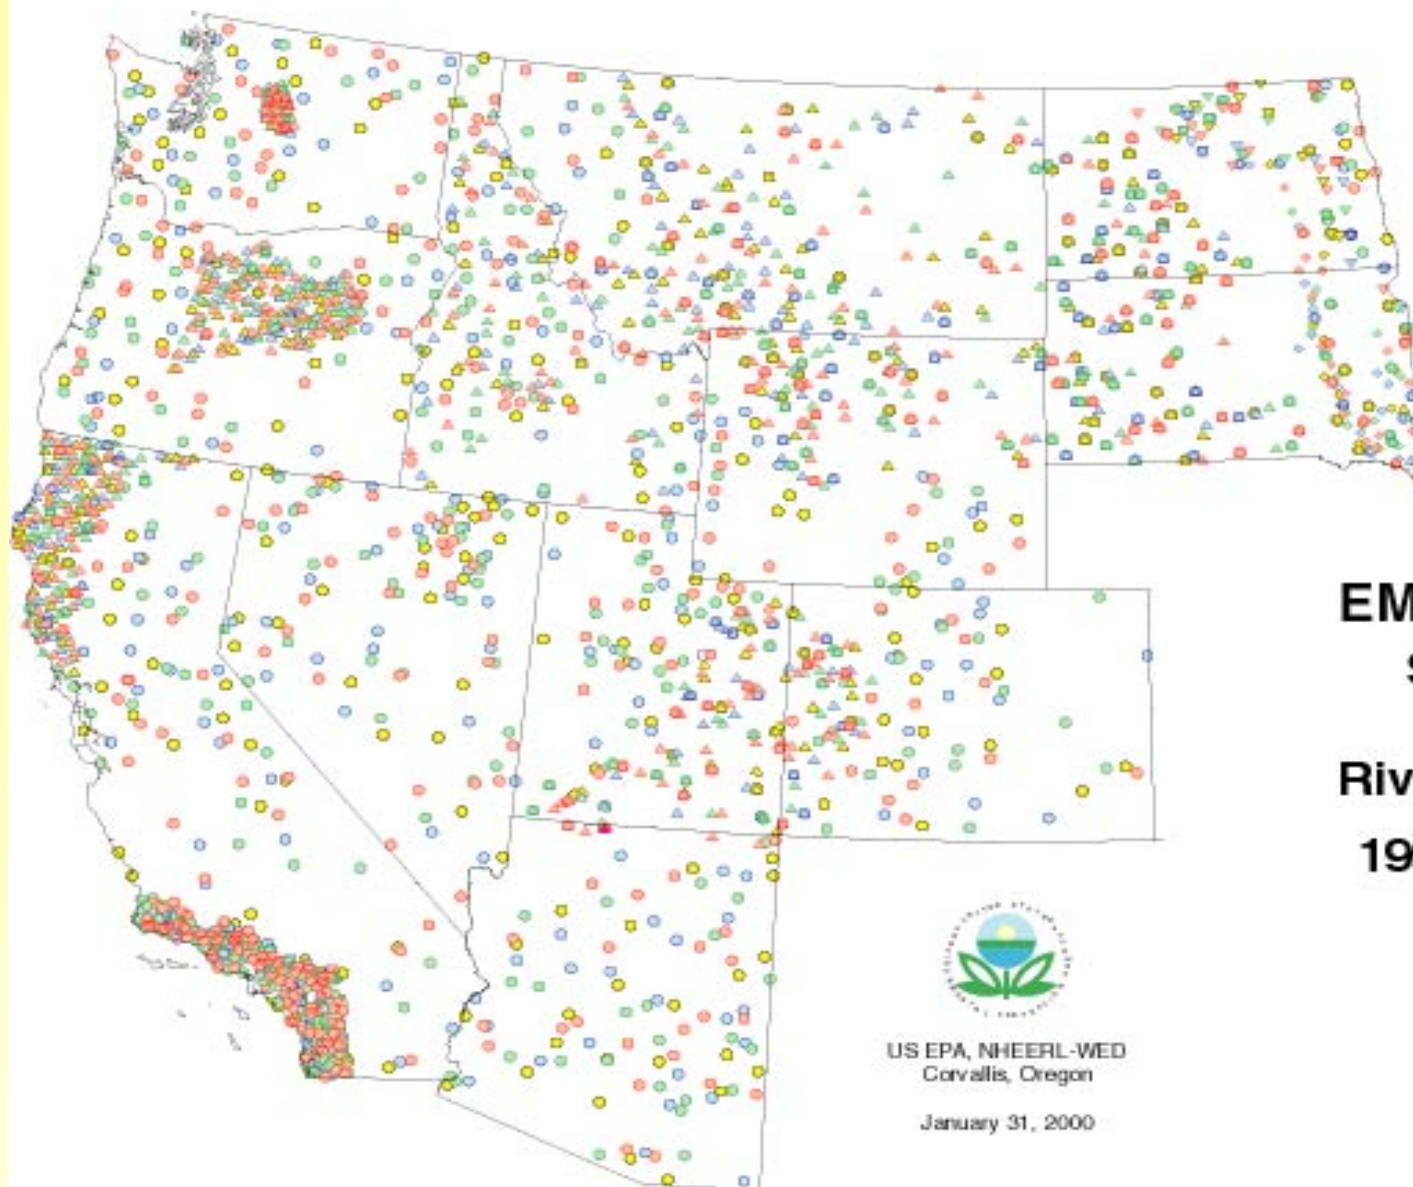 EM
S
Riv
19
US EPA, NHEERL-WED
Corvallis, Oregon
January 31, 2000